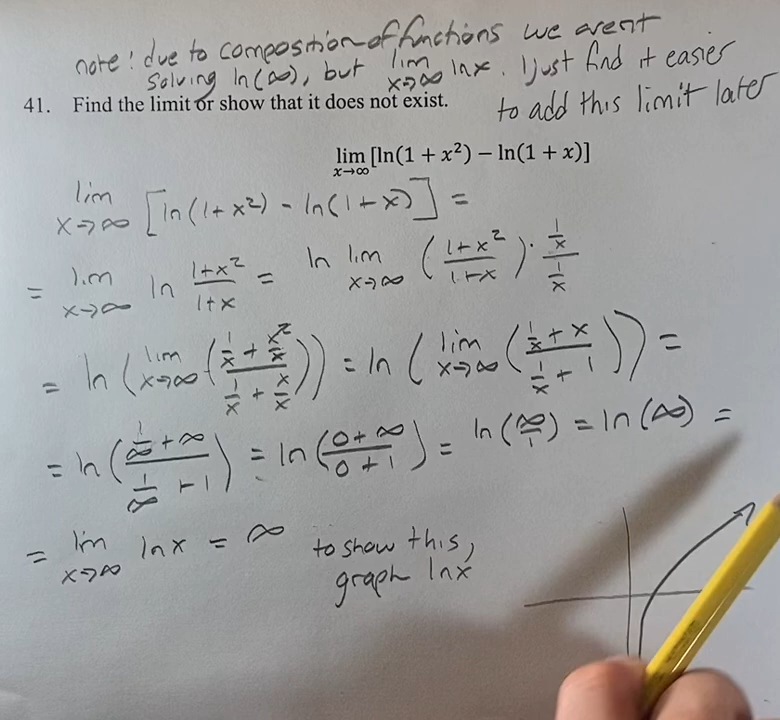 note: due to composition of functions we arent
solving ln(∞), but lim x→∞ lnx. I just find it easier
to add this limit later
41. Find the limit or show that it does not exist.
lim x→∞ [ln(1 + x²) − ln(1 + x)]
lim x→∞ [ln(1+x²) - ln(1+x)] =
= lim x→∞ ln (1+x²)/(1+x) = ln lim x→∞ ((1+x²)/(1+x)) · (1/x)/(1/x)
= ln(lim x→∞ ((1/x + x²/x)/(1/x + x/x))) = ln(lim x→∞ ((1/x + x)/(1/x + 1))) =
= ln((1/∞ + ∞)/(1/∞ + 1)) = ln((0+∞)/(0+1)) = ln(∞/1) = ln(∞) =
= lim x→∞ lnx = ∞ to show this,
graph lnx